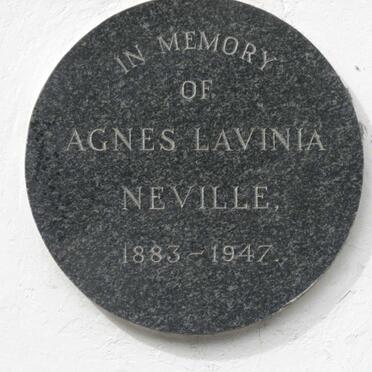 IN MEMORY
OF
AGNES LAVINIA
NEVILLE,
1883-1947.